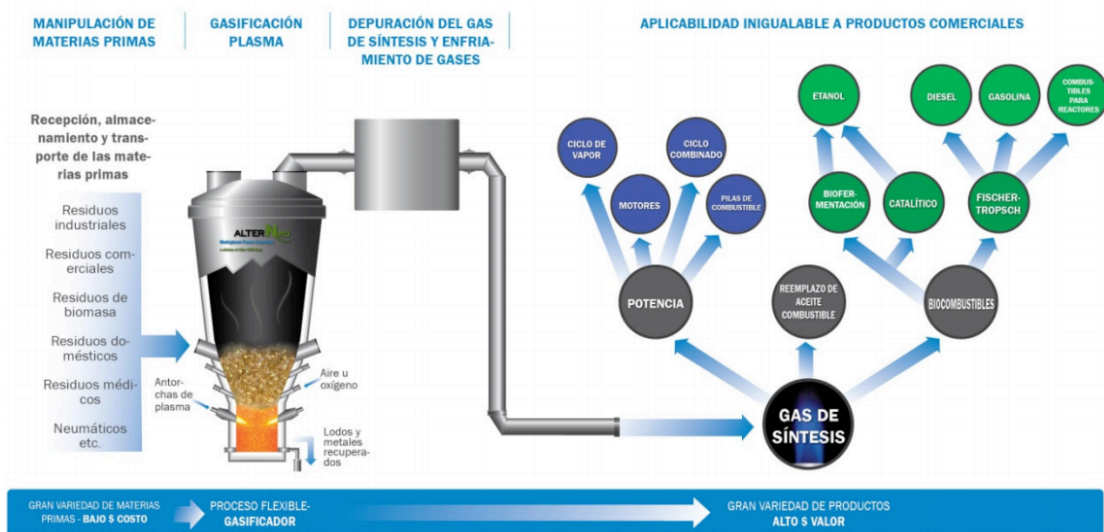 MANIPULACIÓN DE
MATERIAS PRIMAS
GASIFICACIÓN
PLASMA
DEPURACIÓN DEL GAS
DE SÍNTESIS Y ENFRIA-
MIENTO DE GASES
APLICABILIDAD INIGUALABLE A PRODUCTOS COMERCIALES
Recepción, almace-
namiento y trans-
porte de las mate-
rias primas
Residuos
industriales
Residuos com-
erciales
Residuos de
biomasa
Residuos do-
mésticos
Residuos médi-
cos
Neumáticos
etc.
ALTER
Antor-
chas de
plasma
Aire u
oxígeno
Lodos y
metales
recupera-
dos
CICLO DE
VAPOR
CICLO
COMBINADO
MOTORES
PILAS DE
COMBUSTIBLE
POTENCIA
REEMPLAZO DE
ACEITE
COMBUSTIBLE
ETANOL
DIESEL
GASOLINA
COMBUS-
TIBLES
PARA
REACTORES
BIOFER-
MENTACIÓN
CATALÍTICO
FISCHER-
TROPSCH
BIOCOMBUSTIBLES
GAS DE
SÍNTESIS
GRAN VARIEDAD DE MATERIAS
PRIMAS - BAJO $ COSTO
PROCESO FLEXIBLE-
GASIFICADOR
GRAN VARIEDAD DE PRODUCTOS
ALTO $ VALOR